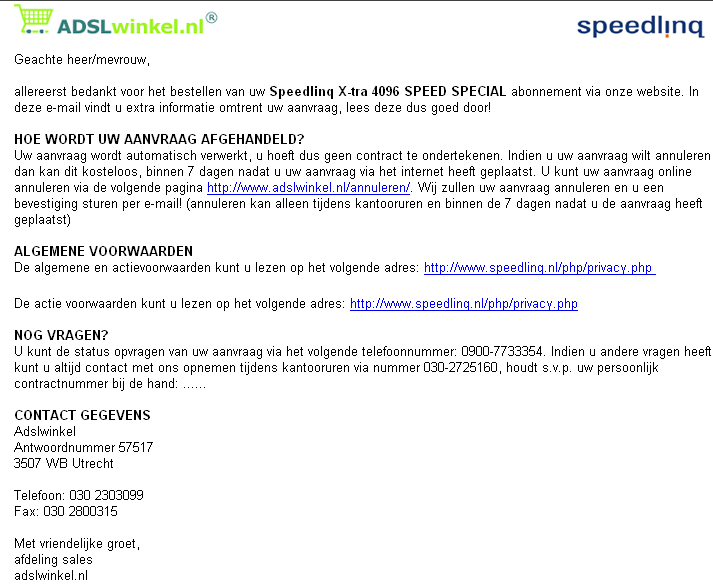 ADSLwinkel.nl®
speedlinq
Geachte heer/mevrouw,
allereerst bedankt voor het bestellen van uw Speedlinq X-tra 4096 SPEED SPECIAL abonnement via onze website. In
deze e-mail vindt u extra informatie omtrent uw aanvraag, lees deze dus goed door!
HOE WORDT UW AANVRAAG AFGEHANDELD?
Uw aanvraag wordt automatisch verwerkt, u hoeft dus geen contract te ondertekenen. Indien u uw aanvraag wilt annuleren
dan kan dit kosteloos, binnen 7 dagen nadat u uw aanvraag via het internet heeft geplaatst. U kunt uw aanvraag online
annuleren via de volgende pagina http://www.adslwinkel.nl/annuleren/. Wij zullen uw aanvraag annuleren en u een
bevestiging sturen per e-mail! (annuleren kan alleen tijdens kantooruren en binnen de 7 dagen nadat u de aanvraag heeft
geplaatst)
ALGEMENE VOORWAARDEN
De algemene en actievoorwaarden kunt u lezen op het volgende adres: http://www.speedlinq.nl/php/privacy.php
De actie voorwaarden kunt u lezen op het volgende adres: http://www.speedlinq.nl/php/privacy.php
NOG VRAGEN?
U kunt de status opvragen van uw aanvraag via het volgende telefoonnummer: 0900-7733354. Indien u andere vragen heeft
kunt u altijd contact met ons opnemen tijdens kantooruren via nummer 030-2725160, houdt s.v.p. uw persoonlijk
contractnummer bij de hand: ......
CONTACT GEGEVENS
Adslwinkel
Antwoordnummer 57517
3507 WB Utrecht
Telefoon: 030 2303099
Fax: 030 2800315
Met vriendelijke groet,
afdeling sales
adslwinkel.nl